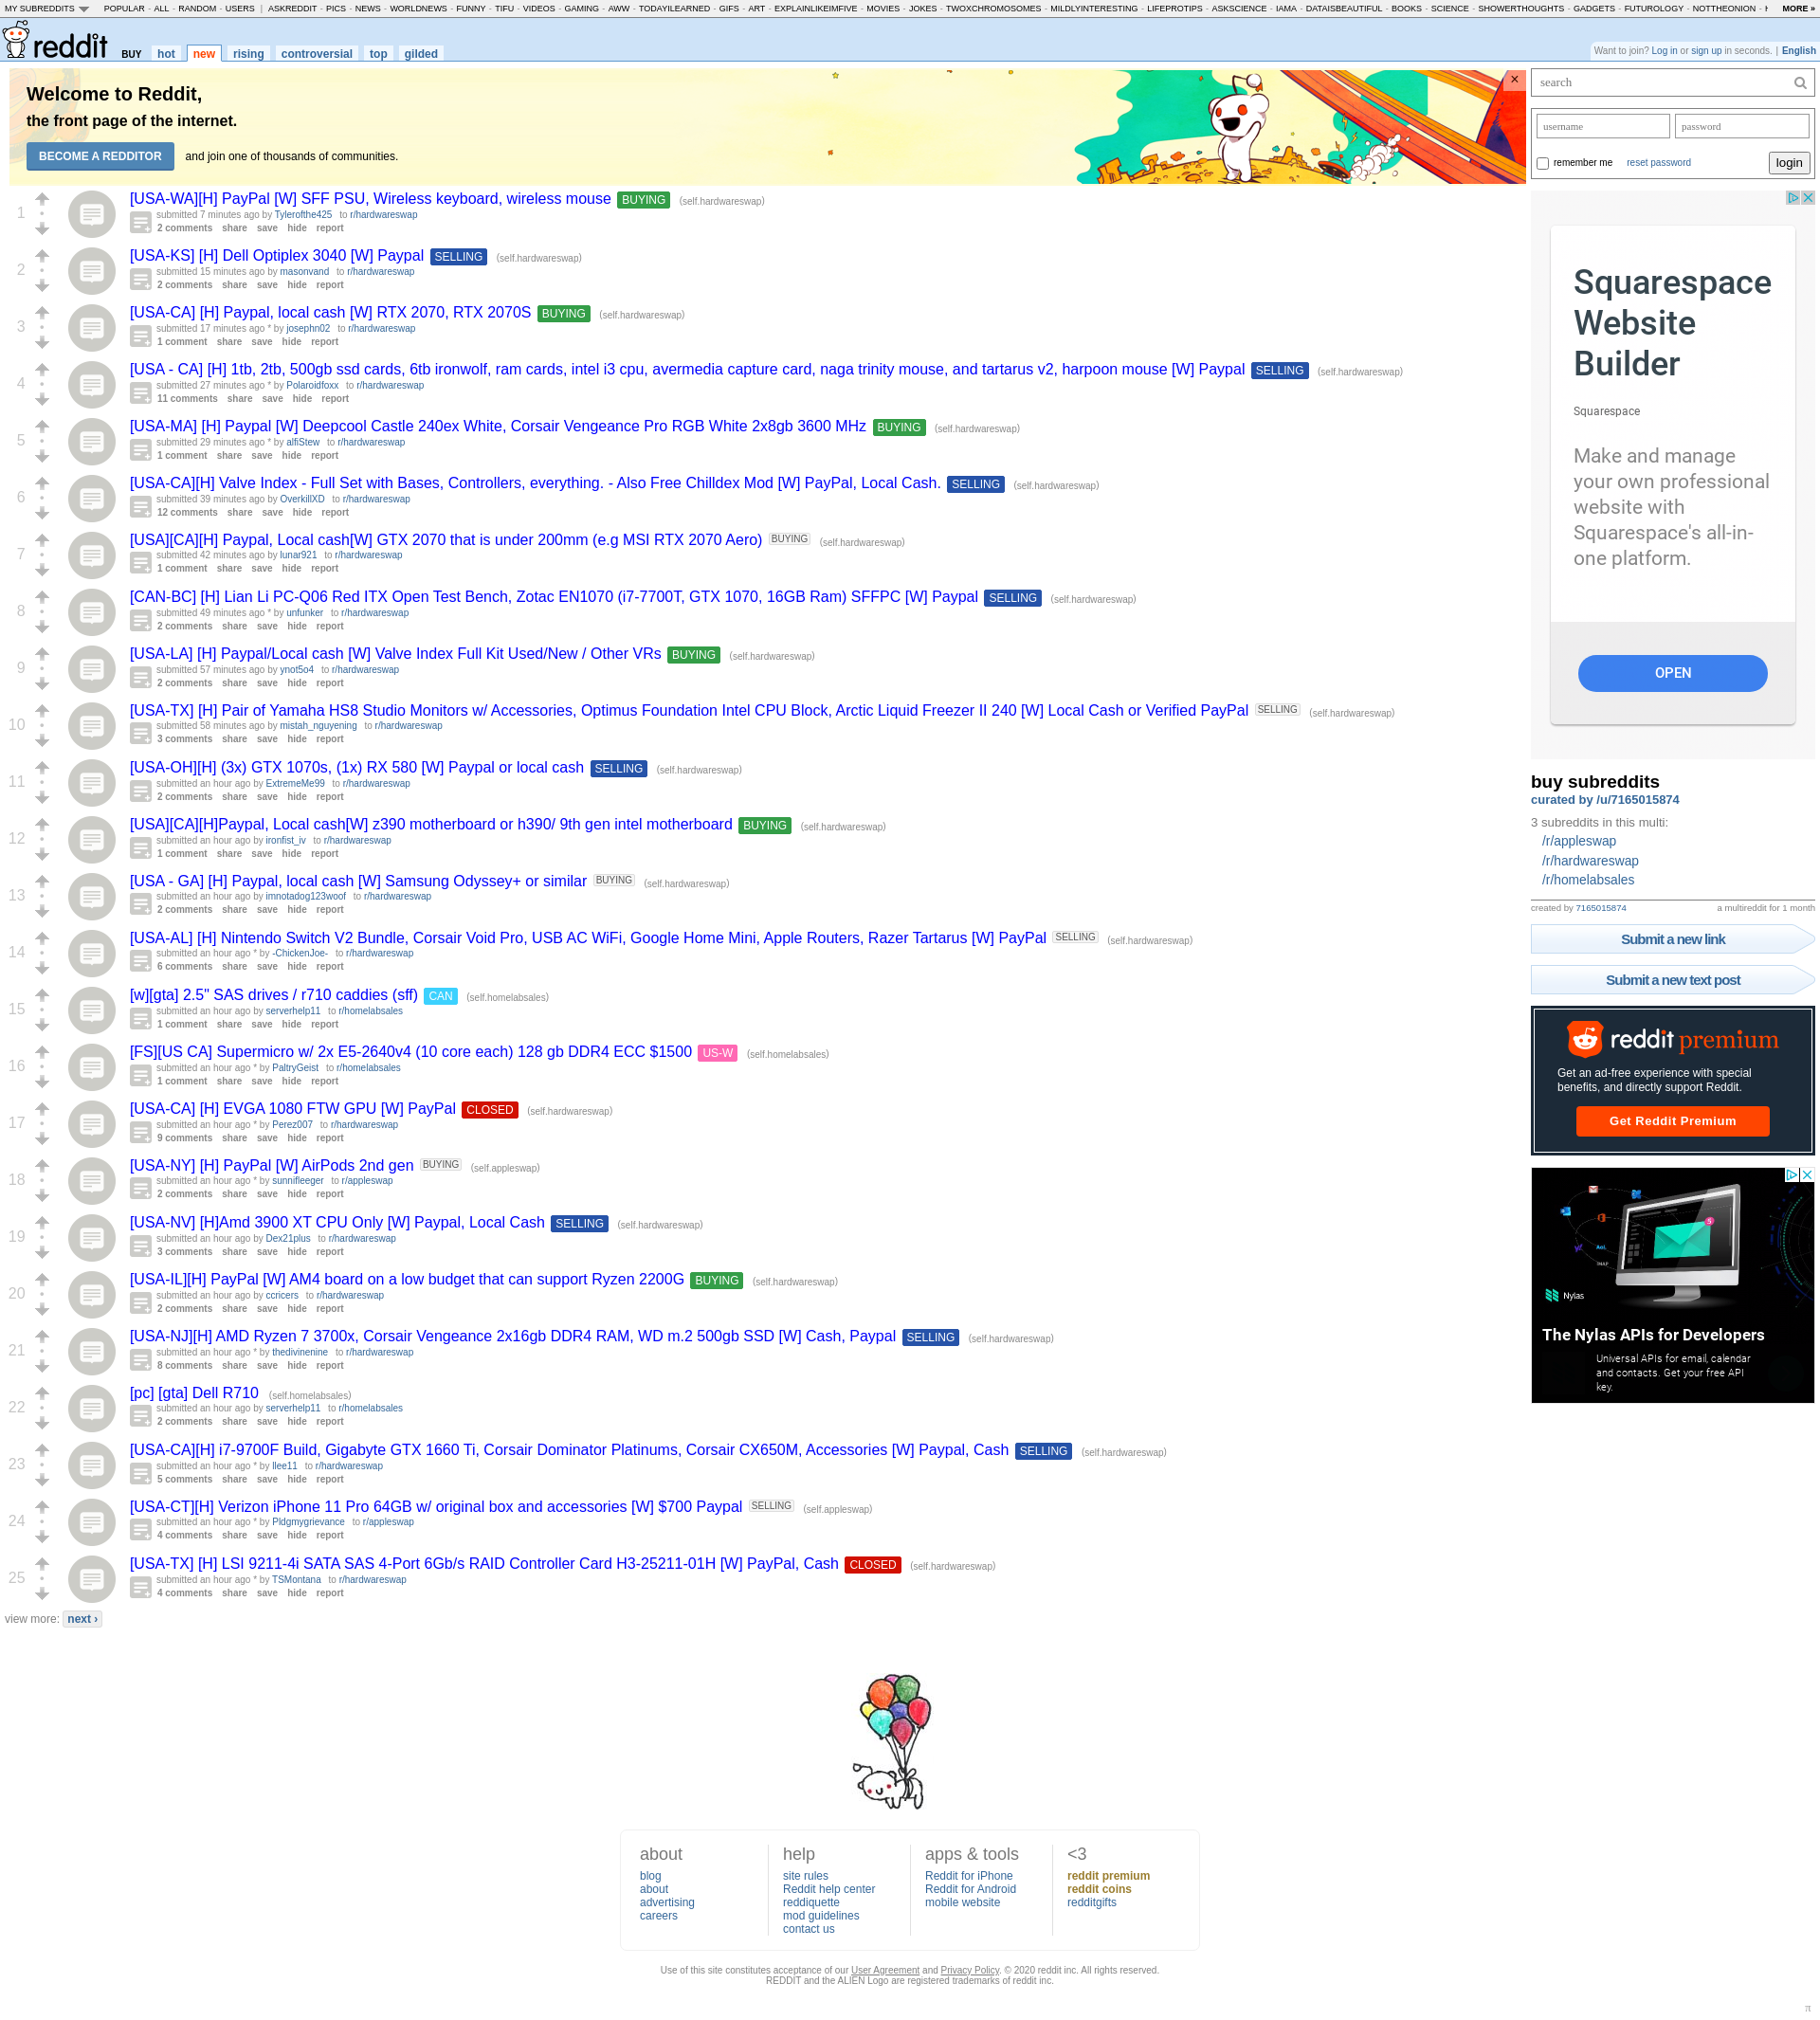 MY SUBREDDITS POPULAR - ALL - RANDOM - USERS | ASKREDDIT - PICS - NEWS - WORLDNEWS - FUNNY - TIFU - VIDEOS - GAMING - AWW - TODAYILEARNED - GIFS - ART - EXPLAINLIKEIMFIVE - MOVIES - JOKES - TWOXCHROMOSOMES - MILDLYINTERESTING - LIFEPROTIPS - ASKSCIENCE - IAMA - DATAISBEAUTIFUL - BOOKS - SCIENCE - SHOWERTHOUGHTS - GADGETS - FUTUROLOGY - NOTTHEONION - MORE »
reddit BUY hot new rising controversial top gilded
Want to join? Log in or sign up in seconds. | English
Welcome to Reddit,
the front page of the internet.
BECOME A REDDITOR and join one of thousands of communities.
×
1
[USA-WA][H] PayPal [W] SFF PSU, Wireless keyboard, wireless mouse BUYING (self.hardwareswap)
submitted 7 minutes ago by Tylerofthe425 to r/hardwareswap
2 comments share save hide report
2
[USA-KS] [H] Dell Optiplex 3040 [W] Paypal SELLING (self.hardwareswap)
submitted 15 minutes ago by masonvand to r/hardwareswap
2 comments share save hide report
3
[USA-CA] [H] Paypal, local cash [W] RTX 2070, RTX 2070S BUYING (self.hardwareswap)
submitted 17 minutes ago * by josephn02 to r/hardwareswap
1 comment share save hide report
4
[USA - CA] [H] 1tb, 2tb, 500gb ssd cards, 6tb ironwolf, ram cards, intel i3 cpu, avermedia capture card, naga trinity mouse, and tartarus v2, harpoon mouse [W] Paypal SELLING (self.hardwareswap)
submitted 27 minutes ago * by Polaroidfoxx to r/hardwareswap
11 comments share save hide report
5
[USA-MA] [H] Paypal [W] Deepcool Castle 240ex White, Corsair Vengeance Pro RGB White 2x8gb 3600 MHz BUYING (self.hardwareswap)
submitted 29 minutes ago * by alfiStew to r/hardwareswap
1 comment share save hide report
6
[USA-CA][H] Valve Index - Full Set with Bases, Controllers, everything. - Also Free Chilldex Mod [W] PayPal, Local Cash. SELLING (self.hardwareswap)
submitted 39 minutes ago by OverkillXD to r/hardwareswap
12 comments share save hide report
7
[USA][CA][H] Paypal, Local cash[W] GTX 2070 that is under 200mm (e.g MSI RTX 2070 Aero) BUYING (self.hardwareswap)
submitted 42 minutes ago by lunar921 to r/hardwareswap
1 comment share save hide report
8
[CAN-BC] [H] Lian Li PC-Q06 Red ITX Open Test Bench, Zotac EN1070 (i7-7700T, GTX 1070, 16GB Ram) SFFPC [W] Paypal SELLING (self.hardwareswap)
submitted 49 minutes ago * by unfunker to r/hardwareswap
2 comments share save hide report
9
[USA-LA] [H] Paypal/Local cash [W] Valve Index Full Kit Used/New / Other VRs BUYING (self.hardwareswap)
submitted 57 minutes ago by ynot5o4 to r/hardwareswap
2 comments share save hide report
10
[USA-TX] [H] Pair of Yamaha HS8 Studio Monitors w/ Accessories, Optimus Foundation Intel CPU Block, Arctic Liquid Freezer II 240 [W] Local Cash or Verified PayPal SELLING (self.hardwareswap)
submitted 58 minutes ago by mistah_nguyening to r/hardwareswap
3 comments share save hide report
11
[USA-OH][H] (3x) GTX 1070s, (1x) RX 580 [W] Paypal or local cash SELLING (self.hardwareswap)
submitted an hour ago by ExtremeMe99 to r/hardwareswap
2 comments share save hide report
12
[USA][CA][H]Paypal, Local cash[W] z390 motherboard or h390/ 9th gen intel motherboard BUYING (self.hardwareswap)
submitted an hour ago by ironfist_iv to r/hardwareswap
1 comment share save hide report
13
[USA - GA] [H] Paypal, local cash [W] Samsung Odyssey+ or similar BUYING (self.hardwareswap)
submitted an hour ago by imnotadog123woof to r/hardwareswap
2 comments share save hide report
14
[USA-AL] [H] Nintendo Switch V2 Bundle, Corsair Void Pro, USB AC WiFi, Google Home Mini, Apple Routers, Razer Tartarus [W] PayPal SELLING (self.hardwareswap)
submitted an hour ago * by -ChickenJoe- to r/hardwareswap
6 comments share save hide report
15
[w][gta] 2.5" SAS drives / r710 caddies (sff) CAN (self.homelabsales)
submitted an hour ago by serverhelp11 to r/homelabsales
1 comment share save hide report
16
[FS][US CA] Supermicro w/ 2x E5-2640v4 (10 core each) 128 gb DDR4 ECC $1500 US-W (self.homelabsales)
submitted an hour ago * by PaltryGeist to r/homelabsales
1 comment share save hide report
17
[USA-CA] [H] EVGA 1080 FTW GPU [W] PayPal CLOSED (self.hardwareswap)
submitted an hour ago * by Perez007 to r/hardwareswap
9 comments share save hide report
18
[USA-NY] [H] PayPal [W] AirPods 2nd gen BUYING (self.appleswap)
submitted an hour ago * by sunnifleeger to r/appleswap
2 comments share save hide report
19
[USA-NV] [H]Amd 3900 XT CPU Only [W] Paypal, Local Cash SELLING (self.hardwareswap)
submitted an hour ago by Dex21plus to r/hardwareswap
3 comments share save hide report
20
[USA-IL][H] PayPal [W] AM4 board on a low budget that can support Ryzen 2200G BUYING (self.hardwareswap)
submitted an hour ago by ccricers to r/hardwareswap
2 comments share save hide report
21
[USA-NJ][H] AMD Ryzen 7 3700x, Corsair Vengeance 2x16gb DDR4 RAM, WD m.2 500gb SSD [W] Cash, Paypal SELLING (self.hardwareswap)
submitted an hour ago * by thedivinenine to r/hardwareswap
8 comments share save hide report
22
[pc] [gta] Dell R710 (self.homelabsales)
submitted an hour ago by serverhelp11 to r/homelabsales
2 comments share save hide report
23
[USA-CA][H] i7-9700F Build, Gigabyte GTX 1660 Ti, Corsair Dominator Platinums, Corsair CX650M, Accessories [W] Paypal, Cash SELLING (self.hardwareswap)
submitted an hour ago * by llee11 to r/hardwareswap
5 comments share save hide report
24
[USA-CT][H] Verizon iPhone 11 Pro 64GB w/ original box and accessories [W] $700 Paypal SELLING (self.appleswap)
submitted an hour ago * by Pldgmygrievance to r/appleswap
4 comments share save hide report
25
[USA-TX] [H] LSI 9211-4i SATA SAS 4-Port 6Gb/s RAID Controller Card H3-25211-01H [W] PayPal, Cash CLOSED (self.hardwareswap)
submitted an hour ago * by TSMontana to r/hardwareswap
4 comments share save hide report
view more: next ›
search
username password
remember me reset password login
Squarespace
Website
Builder
Squarespace
Make and manage
your own professional
website with
Squarespace's all-in-
one platform.
OPEN
buy subreddits
curated by /u/7165015874
3 subreddits in this multi:
/r/appleswap
/r/hardwareswap
/r/homelabsales
created by 7165015874 a multireddit for 1 month
Submit a new link
Submit a new text post
reddit premium
Get an ad-free experience with special
benefits, and directly support Reddit.
Get Reddit Premium
Nylas
The Nylas APIs for Developers
Universal APIs for email, calendar
and contacts. Get your free API
key.
about
blog
about
advertising
careers
help
site rules
Reddit help center
reddiquette
mod guidelines
contact us
apps & tools
Reddit for iPhone
Reddit for Android
mobile website
<3
reddit premium
reddit coins
redditgifts
Use of this site constitutes acceptance of our User Agreement and Privacy Policy. © 2020 reddit inc. All rights reserved.
REDDIT and the ALIEN Logo are registered trademarks of reddit inc.
π